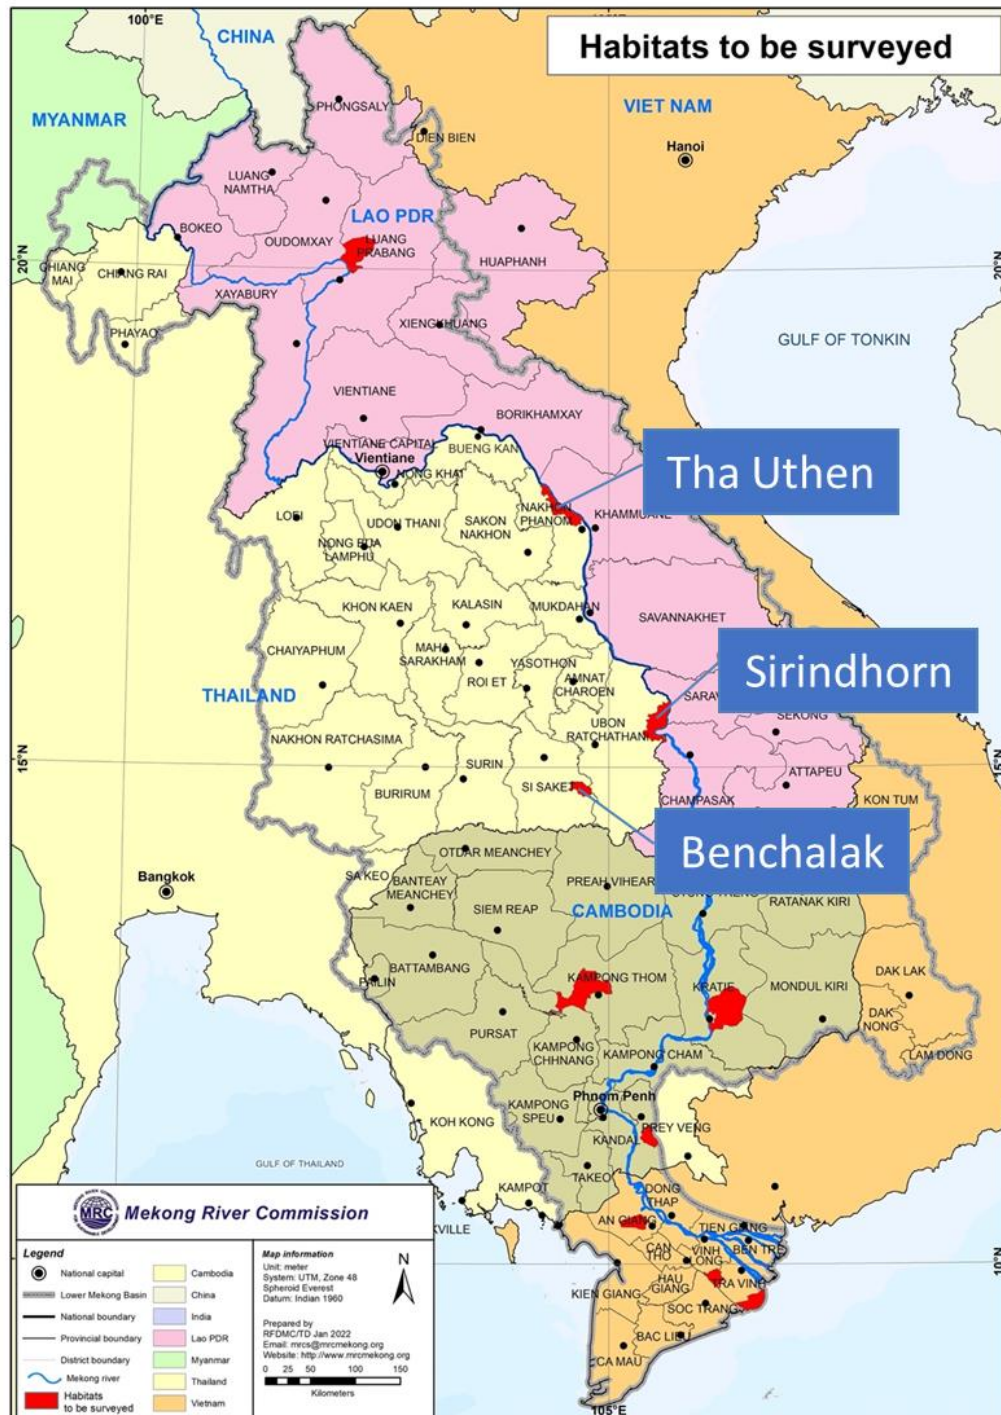 100°E
CHINA
Habitats to be surveyed
MYANMAR
PHONGSALY
VIET NAM
DIEN BIEN
Hanoi
LUANG
NAMTHA
LAO PDR
BOKEO
OUDOMXAY
LUANG
PRABANG
HUAPHANH
20°N
20°N
CHIANG
MAI
CHIANG RAI
XAYABURY
XIENGKHUANG
PHAYAO
GULF OF TONKIN
VIENTIANE
BORIKHAMXAY
VIENTIANE CAPITAL
Vientiane
BUENG KAN
NONG KHAI
Tha Uthen
LOEI
UDON THANI
SAKON
NAKHON
NAKHON
PHANOM
KHAMMUANE
NONG BUA
LAMPHU
KHON KAEN
KALASIN
MUKDAHAN
SAVANNAKHET
CHAIYAPHUM
MAHA
SARAKHAM
ROI ET
YASOTHON
AMNAT
CHAROEN
Sirindhorn
THAILAND
SARAV
SEKONG
UBON
RATCHATHANI
NAKHON RATCHASIMA
SURIN
15°N
15°N
BURIRUM
SI SAKET
ATTAPEU
CHAMPASAK
KON TUM
Benchalak
OTDAR MEANCHEY
Bangkok
SA KEO
BANTEAY
MEANCHEY
PREAH VIHEAR
RATANAK KIRI
SIEM REAP
CAMBODIA
BATTAMBANG
PAILIN
KAMPONG THOM
KRATIE
MONDUL KIRI
DAK LAK
DAK
NONG
LAM DONG
PURSAT
KAMPONG
CHHNANG
KAMPONG CHAM
KAMPONG
SPEU
Phnom Penh
PREY VENG
KANDAL
KOH KONG
GULF OF THAILAND
TAKEO
KAMPOT
DONG
THAP
AN GIANG
TIEN GIANG
KVILLE
CAN
THO
VINH
LONG
BEN TRE
10°N
HAU
GIANG
TRA VINH
KIEN GIANG
SOC TRANG
BAC LIEU
CA MAU
105°E
MRC
Mekong River Commission
Legend
National capital
Lower Mekong Basin
National boundary
Provincial boundary
District boundary
Mekong river
Habitats
to be surveyed
Cambodia
China
India
Lao PDR
Myanmar
Thailand
Vietnam
Map information
Unit: meter
System: UTM, Zone 48
Spheroid Everest
Datum: Indian 1960
N
Prepared by
RFDMC/TD Jan 2022
Email: mrcs@mrcmekong.org
Website: http://www.mrcmekong.org
0 25 50 100 150
Kilometers